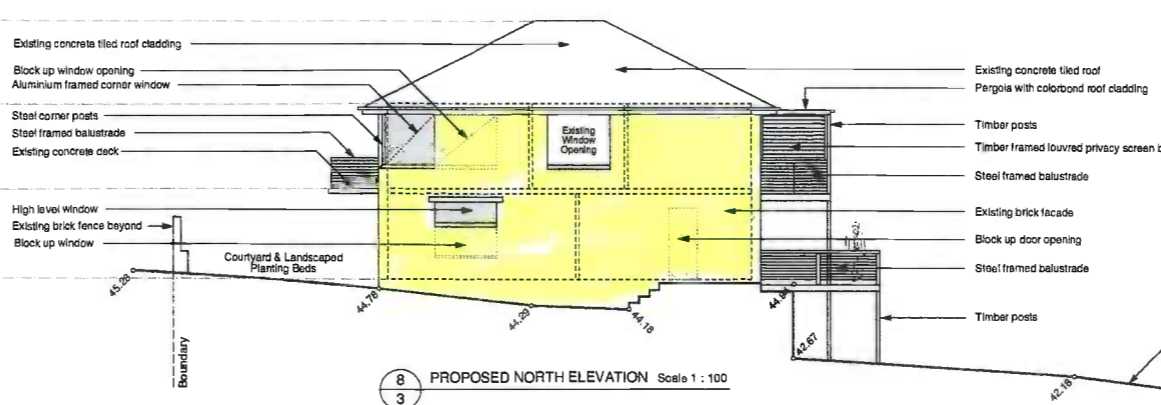 Existing concrete tiled roof cladding
Block up window opening
Aluminium framed corner window
Steel corner posts
Steel framed balustrade
Existing concrete deck
High level window
Existing brick fence beyond
Block up window
Courtyard & Landscaped
Planting Beds
Existing
Window
Opening
Existing concrete tiled roof
Pergola with colorbond roof cladding
Timber posts
Timber framed louvred privacy screen b
Steel framed balustrade
Existing brick facade
Block up door opening
Steel framed balustrade
Timber posts
45.28
44.78
44.29
44.18
44.64
42.67
42.18
Boundary
8
3
PROPOSED NORTH ELEVATION Scale 1 : 100